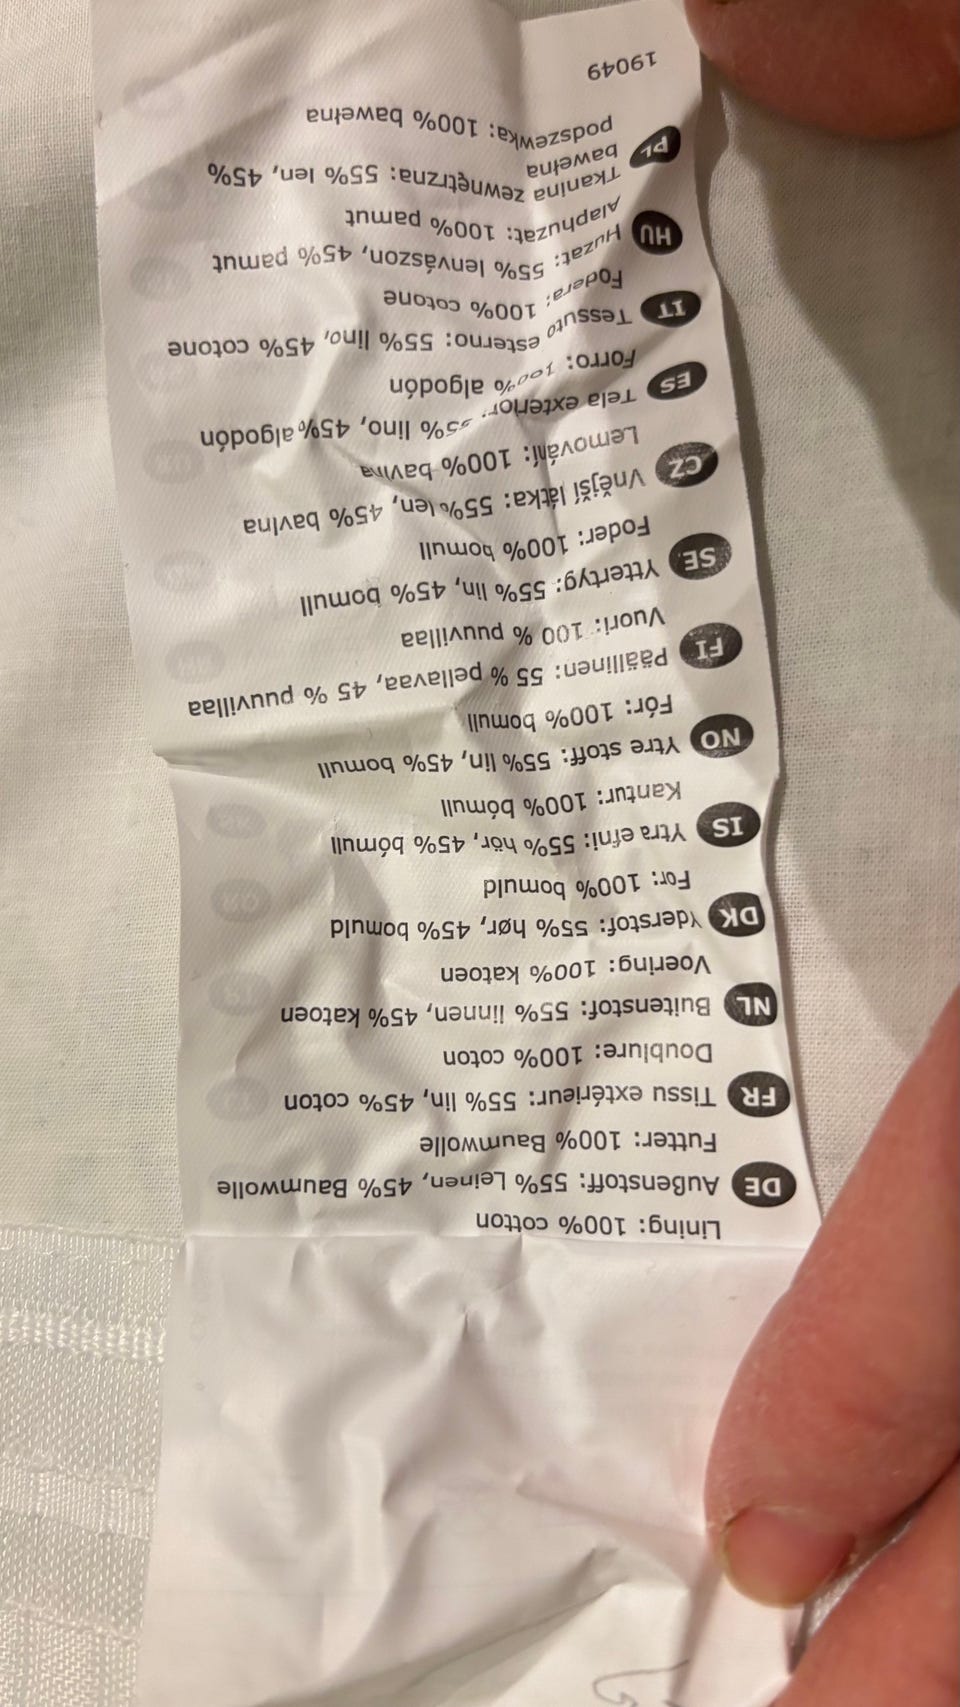 Lining: 100% cotton
DE Außenstoff: 55% Leinen, 45% Baumwolle
Futter: 100% Baumwolle
FR Tissu extérieur: 55% lin, 45% coton
Doublure: 100% coton
NL Buitenstof: 55% linnen, 45% katoen
Voering: 100% katoen
DK Yderstof: 55% hør, 45% bomuld
For: 100% bomuld
IS Ytra efni: 55% hör, 45% bómull
Kantur: 100% bómull
NO Ytre stoff: 55% lin, 45% bomull
Fór: 100% bomull
FI Päällinen: 55 % pellavaa, 45 % puuvillaa
Vuori: 100 % puuvillaa
SE Yttertyg: 55% lin, 45% bomull
Foder: 100% bomull
CZ Vnější látka: 55% len, 45% bavlna
Lemování: 100% bavlna
ES Tela exterior: 55% lino, 45% algodón
Forro: 100% algodón
IT Tessuto esterno: 55% lino, 45% cotone
Fodera: 100% cotone
HU Huzat: 55% lenvászon, 45% pamut
Alaphuzat: 100% pamut
PL Tkanina zewnętrzna: 55% len, 45%
bawełna
podszewka: 100% bawełna
19049